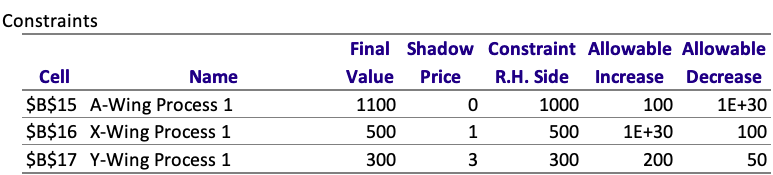 Constraints
Final Shadow Constraint Allowable Allowable
Cell Name Value Price R.H. Side Increase Decrease
$B$15 A-Wing Process 1 1100 0 1000 100 1E+30
$B$16 X-Wing Process 1 500 1 500 1E+30 100
$B$17 Y-Wing Process 1 300 3 300 200 50